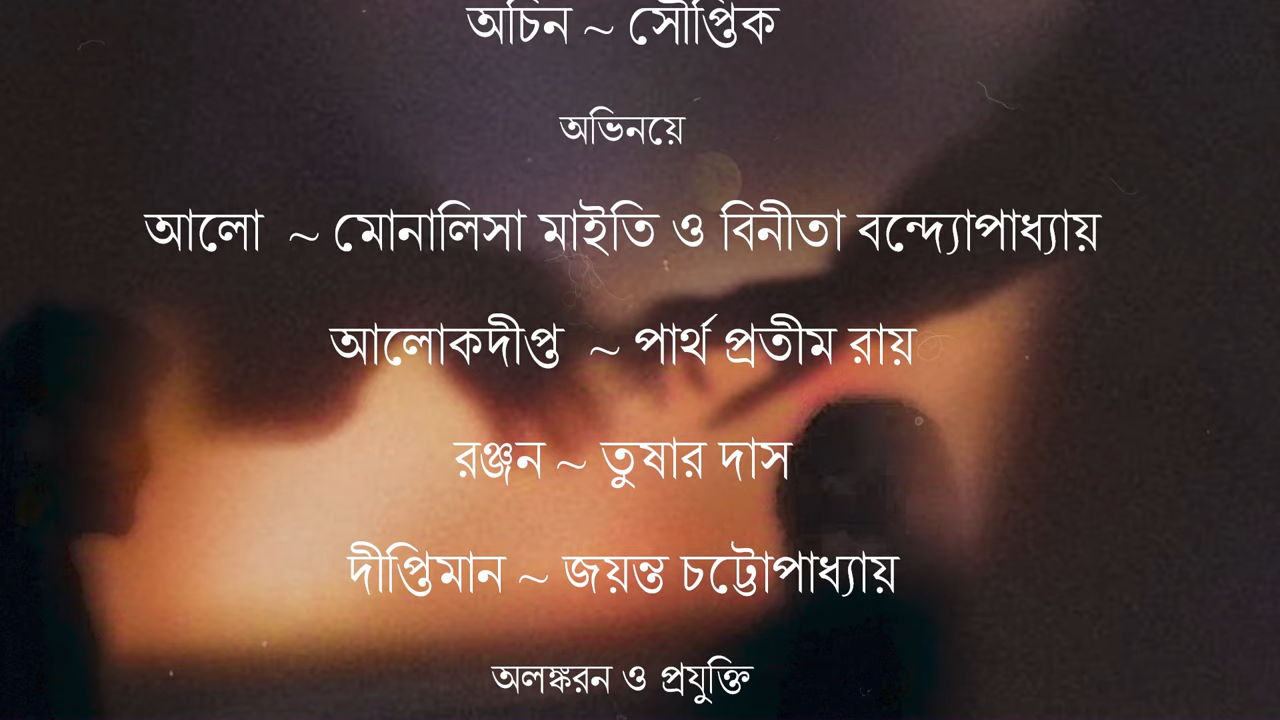 অচিন ~ সৌপ্তিক
অভিনয়ে
আলো ~ মোনালিসা মাইতি ও বিনীতা বন্দ্যোপাধ্যায়
আলোকদীপ্ত ~ পার্থ প্রতীম রায়
রঞ্জন ~ তুষার দাস
দীপ্তিমান ~ জয়ন্ত চট্টোপাধ্যায়
অলঙ্করন ও প্রযুক্তি